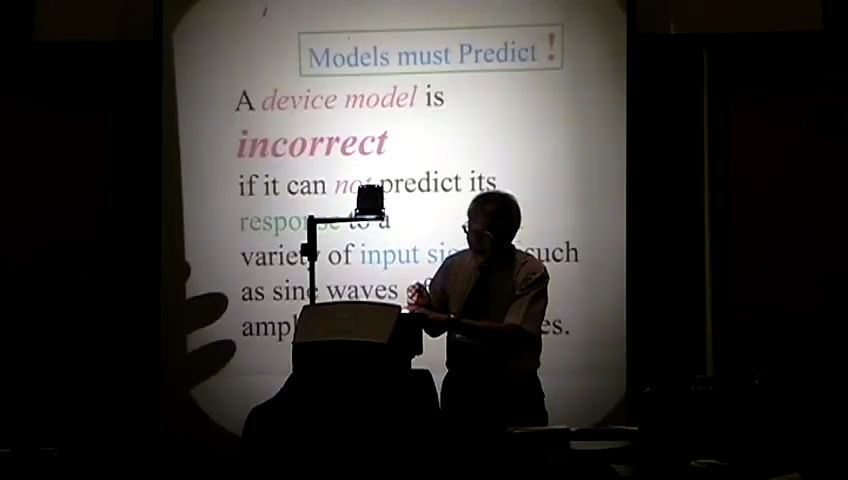 Models must Predict !
A device model is
incorrect
if it can not predict its
response to a
variety of input such
as sine waves